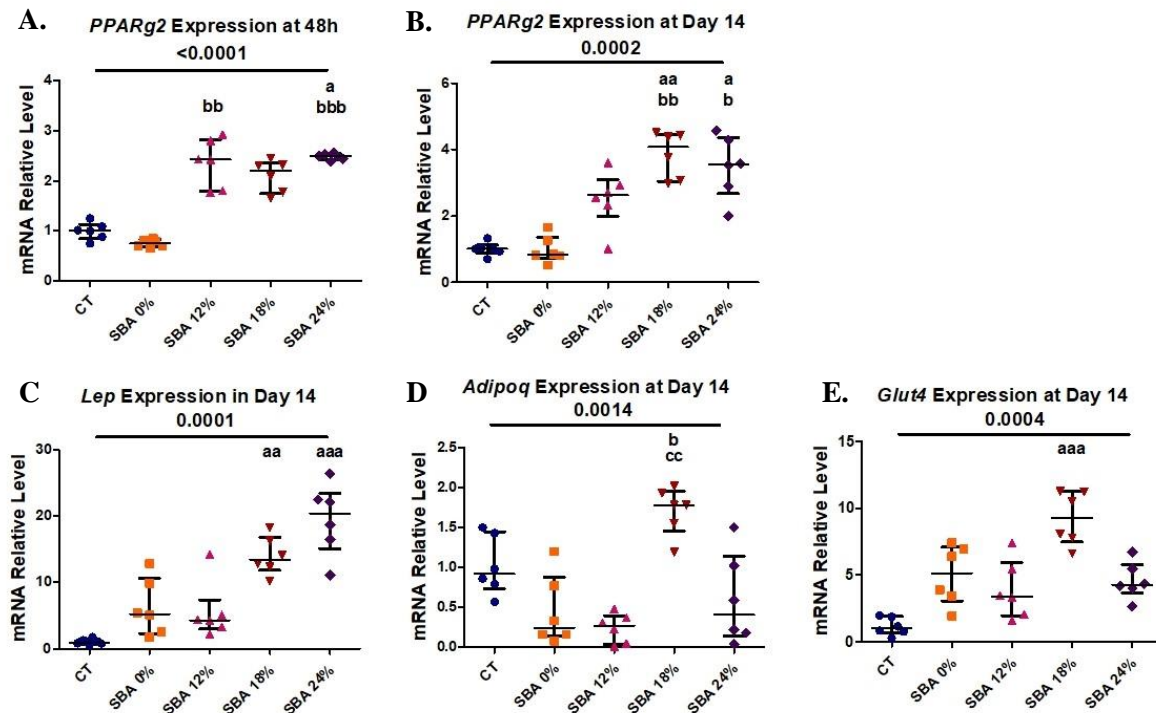 A.
PPARg2 Expression at 48h
<0.0001
a
bb
bbb
mRNA Relative Level
4
3
2
1
0
CT
SBA 0%
SBA 12%
SBA 18%
SBA 24%
B.
PPARg2 Expression at Day 14
0.0002
aa
a
bb
b
mRNA Relative Level
6
4
2
0
CT
SBA 0%
SBA 12%
SBA 18%
SBA 24%
C
Lep Expression in Day 14
0.0001
aa
aaa
mRNA Relative Level
30
20
10
0
CT
SBA 0%
SBA 12%
SBA 18%
SBA 24%
D
Adipoq Expression at Day 14
0.0014
b
cc
mRNA Relative Level
2.5
2.0
1.5
1.0
0.5
0.0
CT
SBA 0%
SBA 12%
SBA 18%
SBA 24%
E.
Glut4 Expression at Day 14
0.0004
aaa
mRNA Relative Level
15
10
5
0
CT
SBA 0%
SBA 12%
SBA 18%
SBA 24%